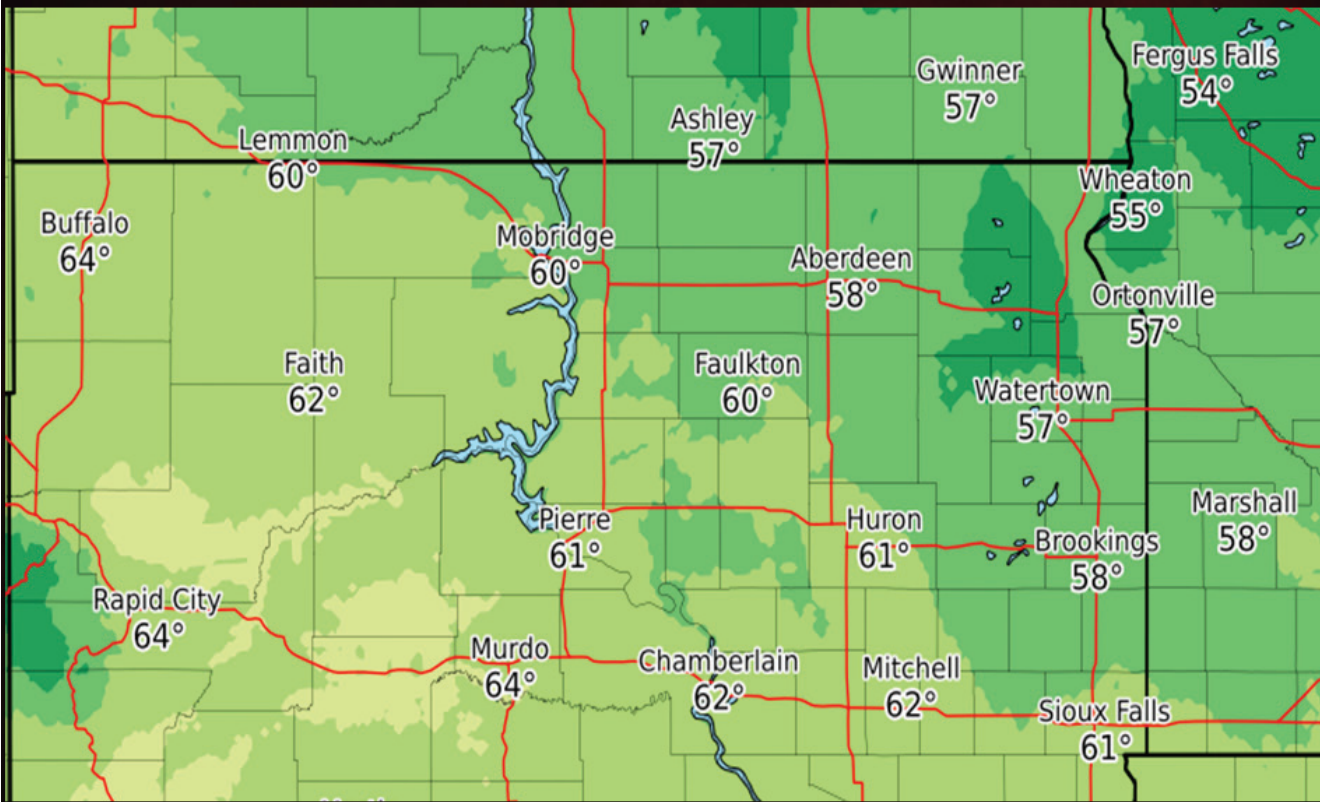 Fergus Falls
54°
Gwinner
57°
Ashley
57°
Lemmon
60°
Wheaton
55°
Buffalo
64°
Mobridge
60°
Aberdeen
58°
Ortonville
57°
Faith
62°
Faulkton
60°
Watertown
57°
Marshall
58°
Pierre
61°
Huron
61°
Brookings
58°
Rapid City
64°
Murdo
64°
Chamberlain
62°
Mitchell
62°
Sioux Falls
61°